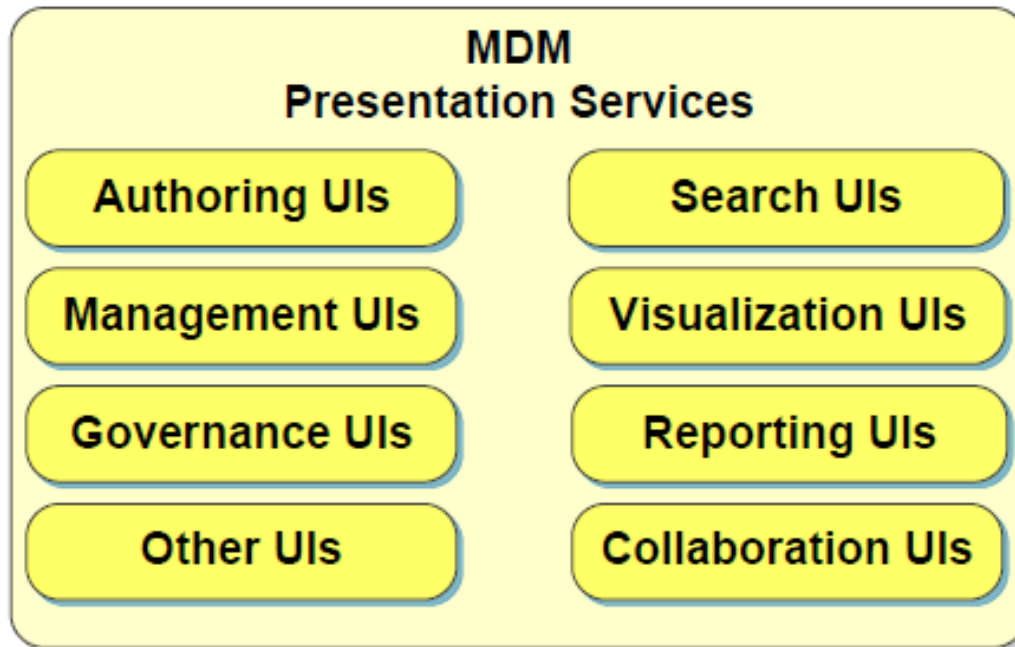 MDM
Presentation Services
Authoring UIs
Search UIs
Management UIs
Visualization UIs
Governance UIs
Reporting UIs
Other UIs
Collaboration UIs